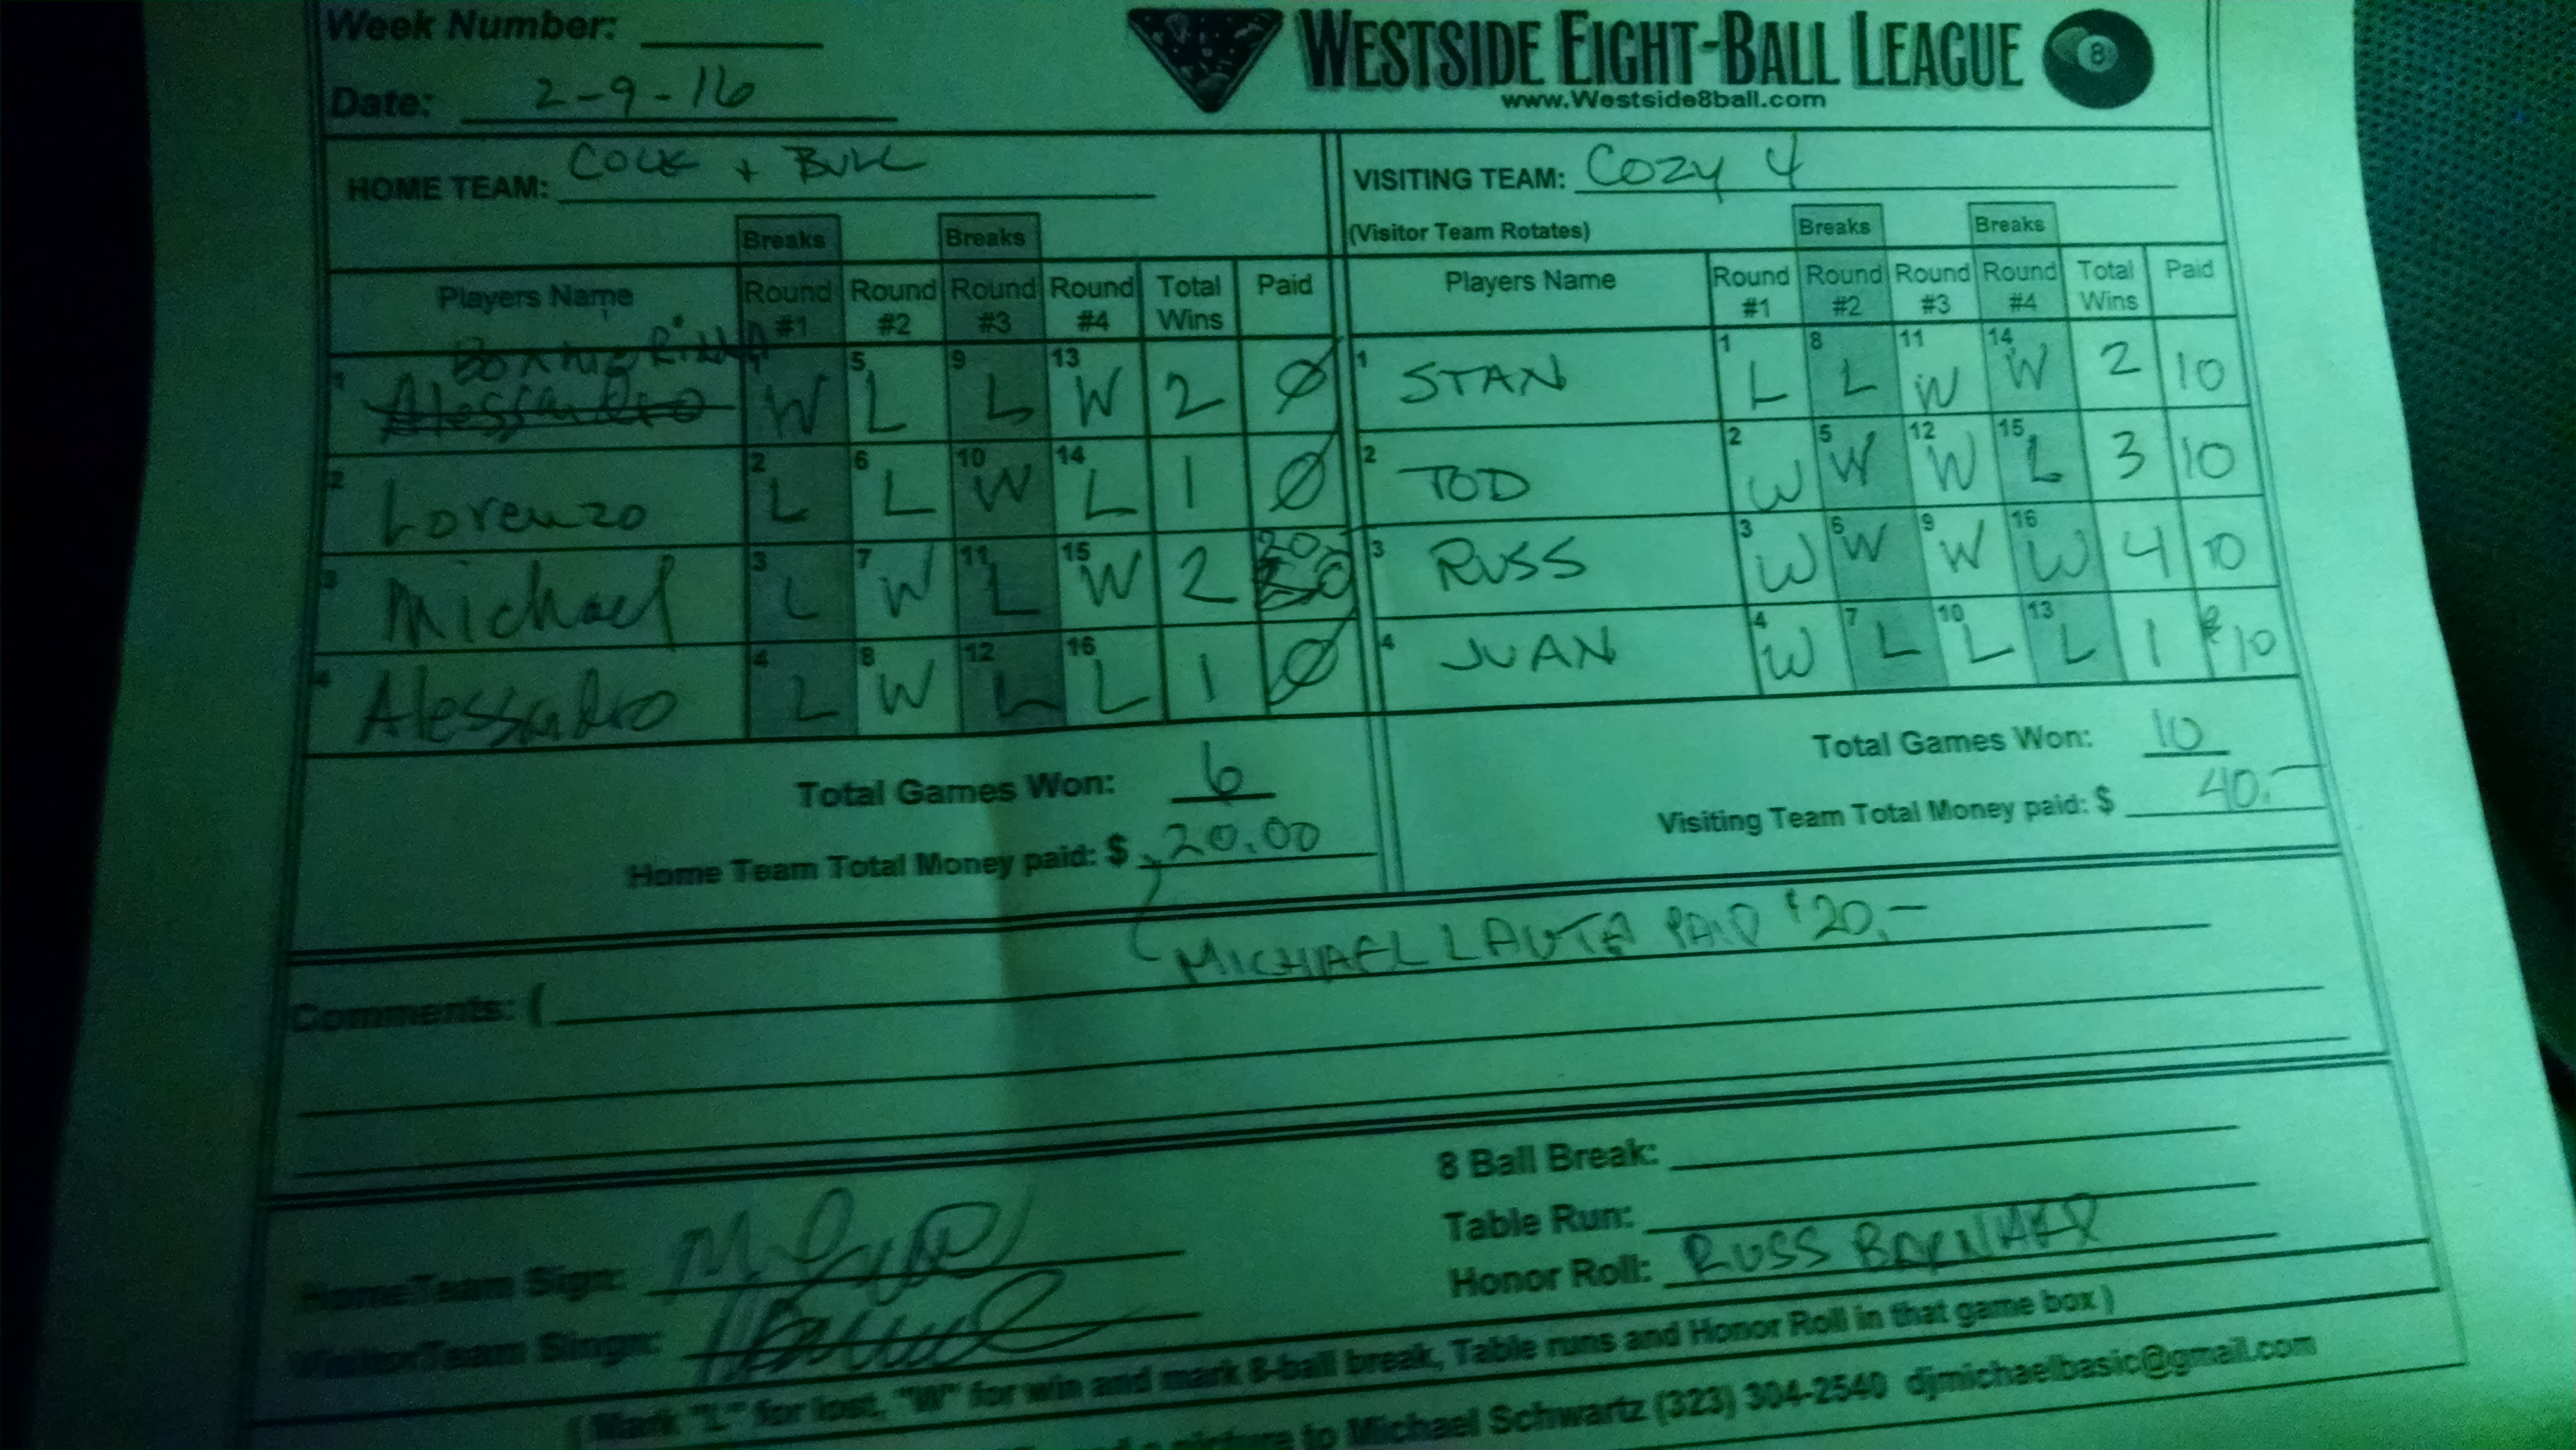 Week Number:
WESTSIDE EIGHT-BALL LEAGUE 8
Date: 2-9-16
www.Westside8ball.com
HOME TEAM: COCK + BULL
VISITING TEAM: COZY 4
(Visitor Team Rotates)
Breaks Breaks
Breaks Breaks
Players Name Round #1 Round #2 Round #3 Round #4 Total Wins Paid
Players Name Round #1 Round #2 Round #3 Round #4 Total Wins Paid
1 Alessandro W 5 L 9 L 13 W 2 Ø
1 STAN 1 L 8 L 11 W 14 W 2 10
2 Lorenzo 2 L 6 L 10 W 14 L 1 Ø
2 TOD 2 W 5 W 12 W 15 L 3 10
3 Michael 3 L 7 W 11 L 15 W 2 20
3 RUSS 3 W 6 W 9 W 16 W 4 10
4 Alessandro 4 L 8 W 12 L 16 L 1 Ø
4 JUAN 4 W 7 L 10 L 13 L 1 10
Total Games Won: 6
Total Games Won: 10
Home Team Total Money paid: $ 20.00
Visiting Team Total Money paid: $ 40.-
MICHAEL LAUTA PAID $20.-
Comments: (
8 Ball Break:
Table Run:
Honor Roll: RUSS BARNARD
HomeTeam Sign:
VisitorTeam Sings:
( Mark "L" for lost, "W" for win and mark 8-ball break, Table runs and Honor Roll in that game box )
a picture to Michael Schwartz (323) 304-2540 djmichaelbasic@gmail.com